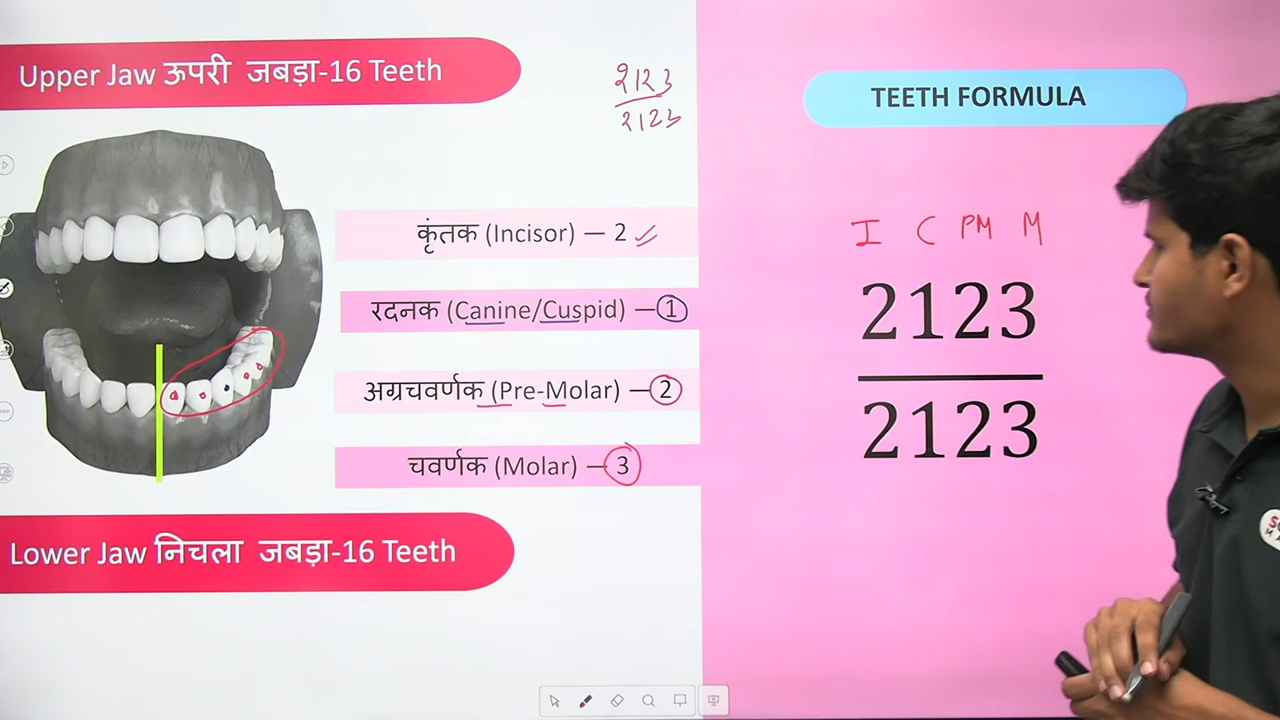 Upper Jaw ऊपरी जबड़ा-16 Teeth
2123
2123
कृंतक (Incisor) — 2
रदनक (Canine/Cuspid) —1
अग्रचवर्णक (Pre-Molar) —2
चवर्णक (Molar) —3
Lower Jaw निचला जबड़ा-16 Teeth
TEETH FORMULA
I C PM M
2123
2123